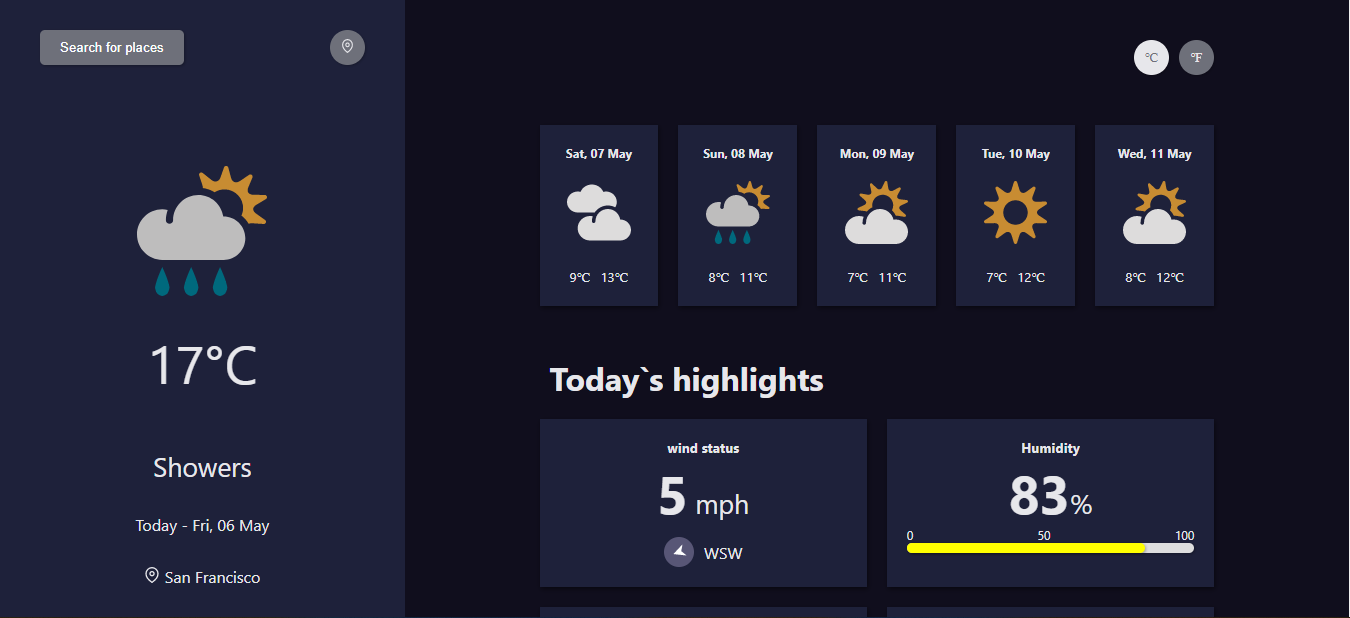 Search for places
°C °F
17°C
Showers
Today - Fri, 06 May
San Francisco
Sat, 07 May
9°C 13°C
Sun, 08 May
8°C 11°C
Mon, 09 May
7°C 11°C
Tue, 10 May
7°C 12°C
Wed, 11 May
8°C 12°C
Today`s highlights
wind status
5 mph
WSW
Humidity
83%
0 50 100